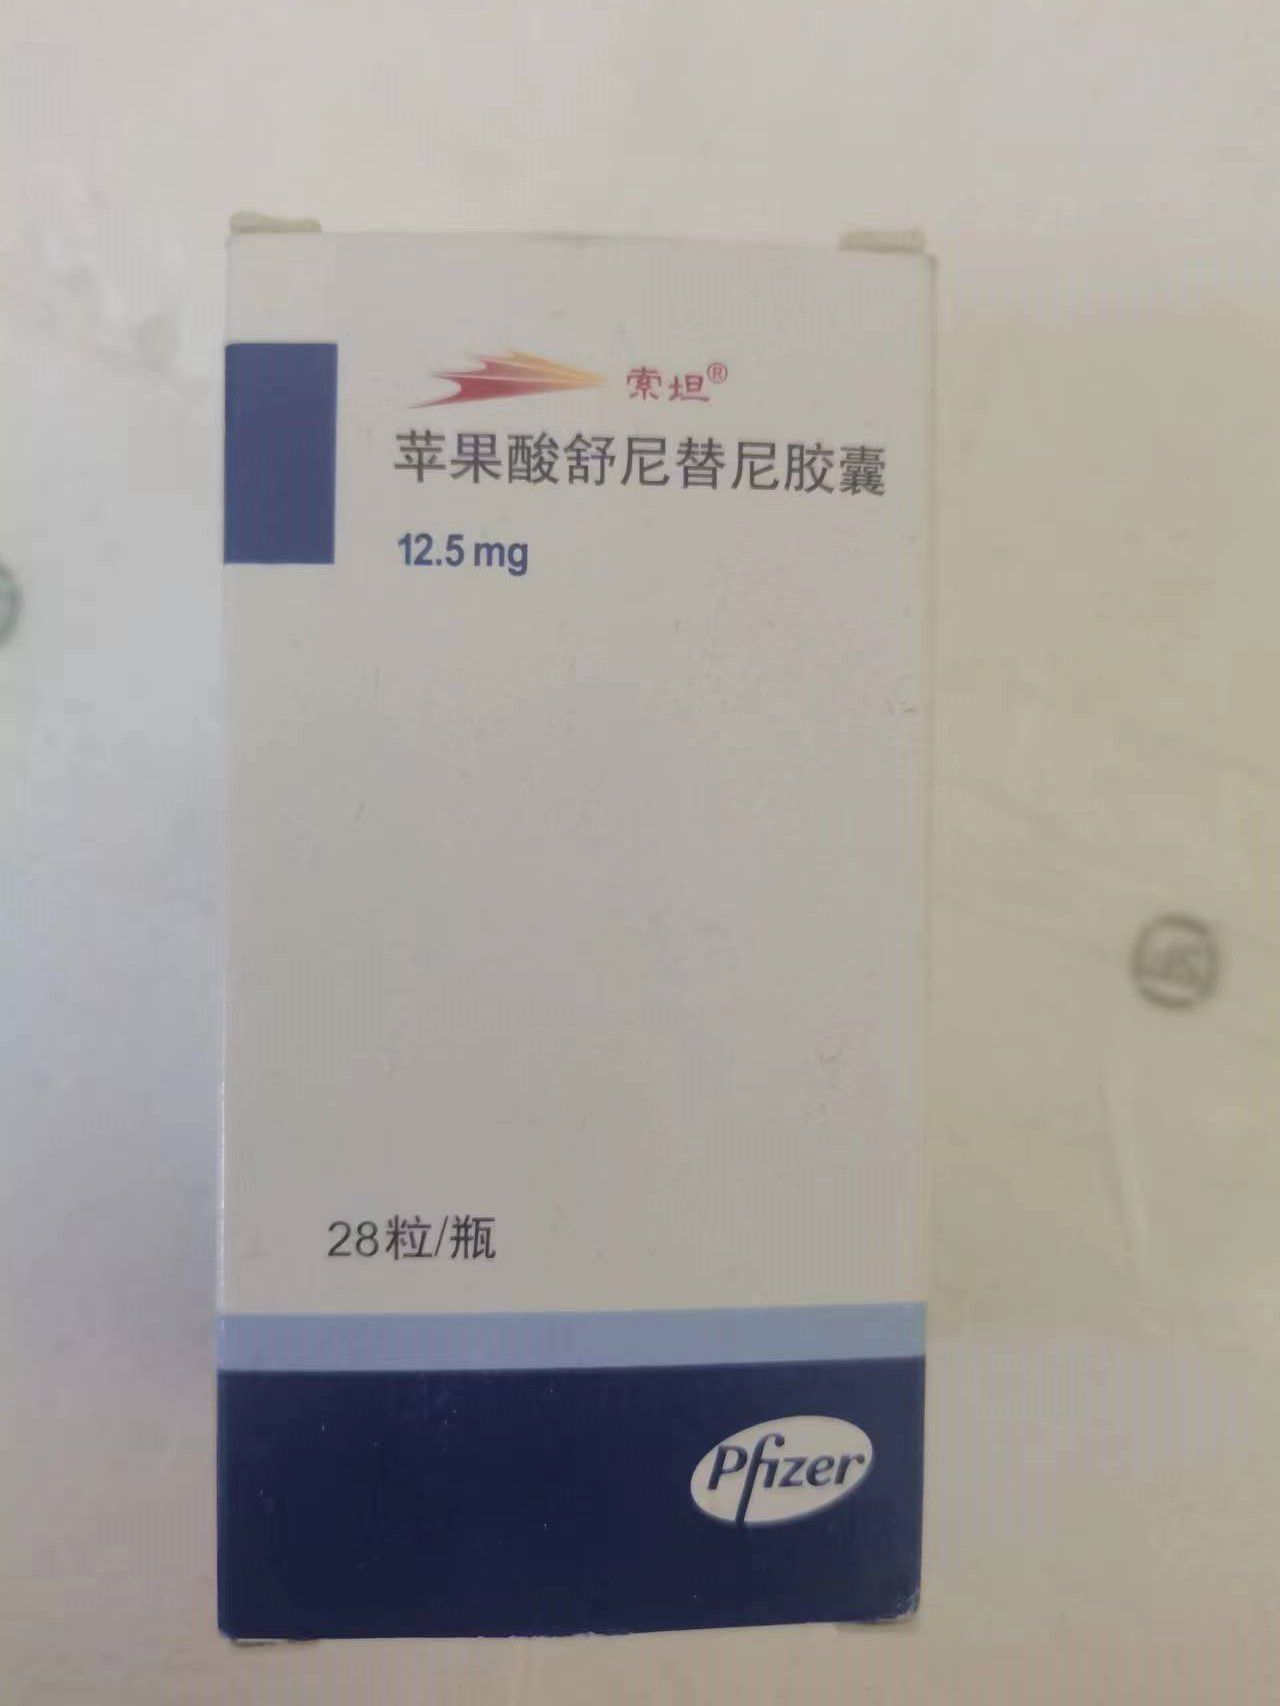 索坦®
苹果酸舒尼替尼胶囊
12.5 mg
28粒/瓶
Pfizer